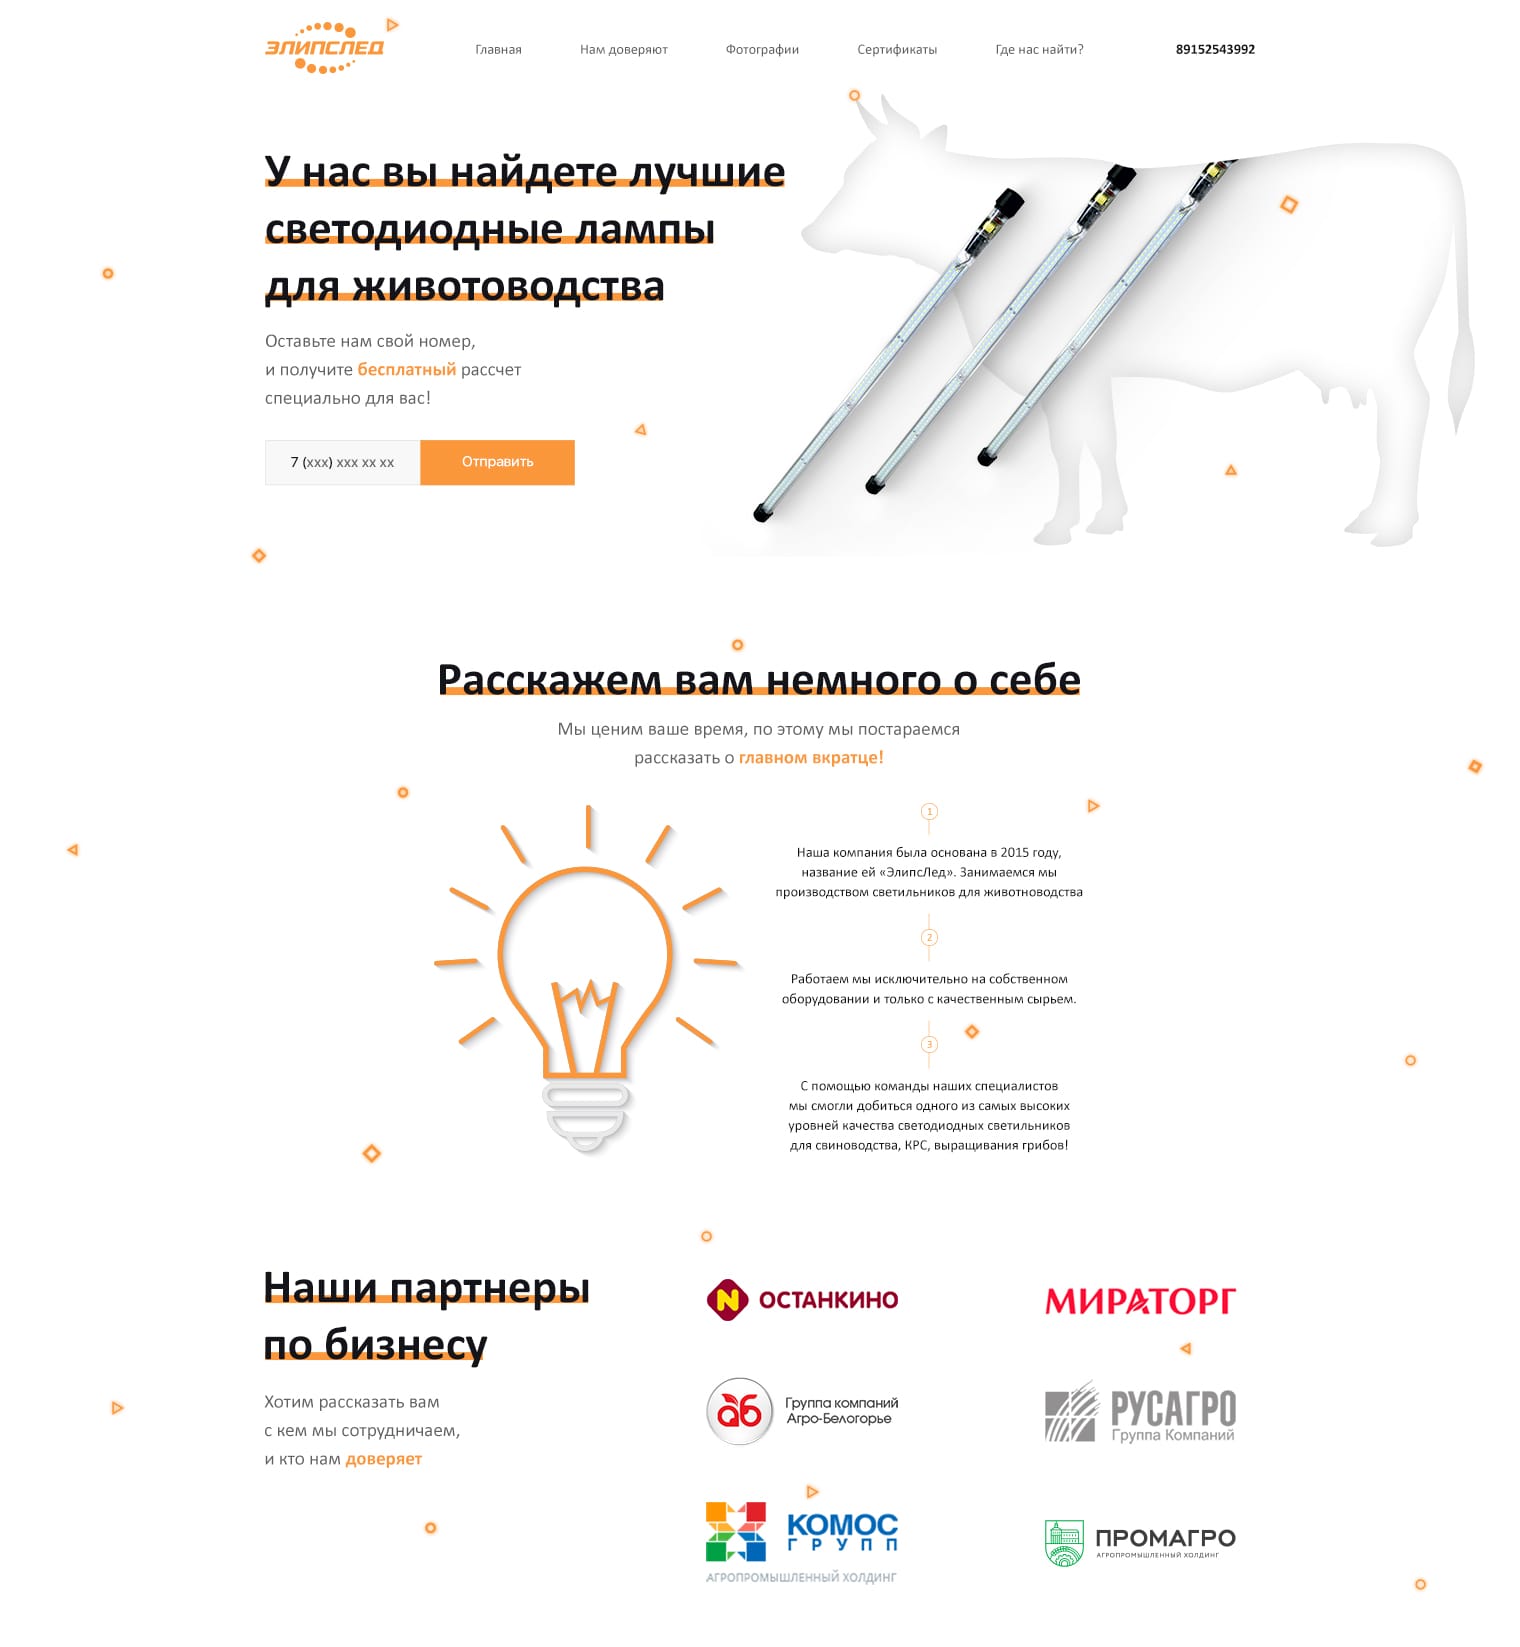 ЭЛИПСЛЕД
Главная
Нам доверяют
Фотографии
Сертификаты
Где нас найти?
89152543992
У нас вы найдете лучшие
светодиодные лампы
для животоводства
Оставьте нам свой номер,
и получите бесплатный рассчет
специально для вас!
7 (xxx) xxx xx xx
Отправить
Расскажем вам немного о себе
Мы ценим ваше время, по этому мы постараемся
рассказать о главном вкратце!
1
Наша компания была основана в 2015 году,
название ей «ЭлипсЛед». Занимаемся мы
производством светильников для животноводства
2
Работаем мы исключительно на собственном
оборудовании и только с качественным сырьем.
3
С помощью команды наших специалистов
мы смогли добиться одного из самых высоких
уровней качества светодиодных светильников
для свиноводства, КРС, выращивания грибов!
Наши партнеры
по бизнесу
Хотим рассказать вам
с кем мы сотрудничаем,
и кто нам доверяет
N ОСТАНКИНО
МИРАТОРГ
аб
Группа компаний
Агро-Белогорье
РУСАГРО
Группа Компаний
КОМОС
ГРУПП
АГРОПРОМЫШЛЕННЫЙ ХОЛДИНГ
ПРОМАГРО
АГРОПРОМЫШЛЕННЫЙ ХОЛДИНГ